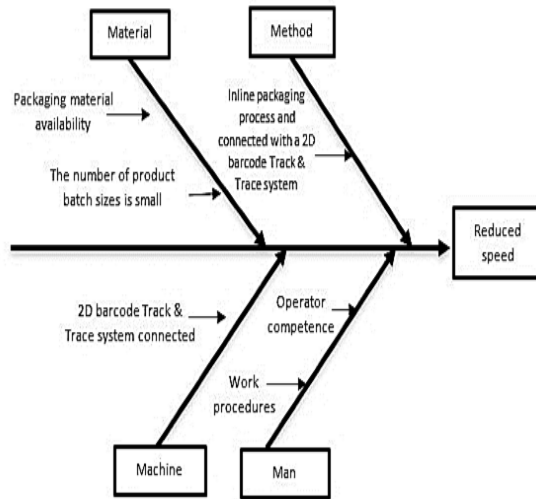 Material
Method
Packaging material
availability
The number of product
batch sizes is small
Inline packaging
process and
connected with a 2D
barcode Track &
Trace system
Reduced
speed
2D barcode Track &
Trace system connected
Operator
competence
Work
procedures
Machine
Man